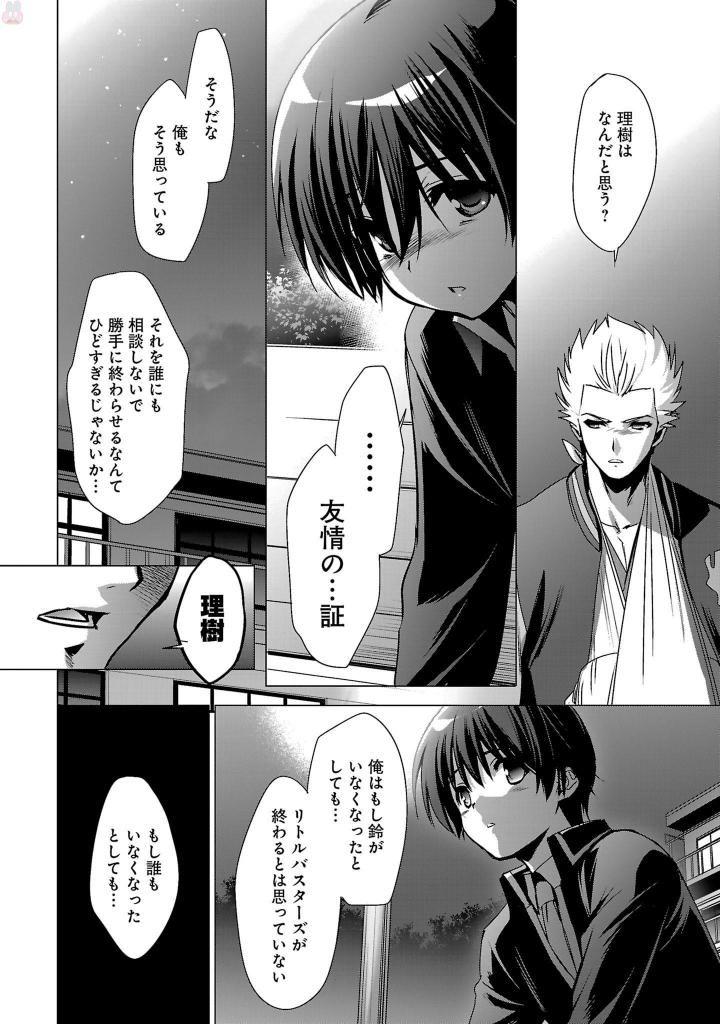 理樹は
なんだと思う?
……
友情の…証
そうだな
俺も
そう思っている
それを誰にも
相談しないで
勝手に終わらせるなんて
ひどすぎるじゃないか…
理樹
俺はもし鈴が
いなくなったと
しても…
リトルバスターズが
終わるとは思っていない
もし誰も
いなくなった
としても…